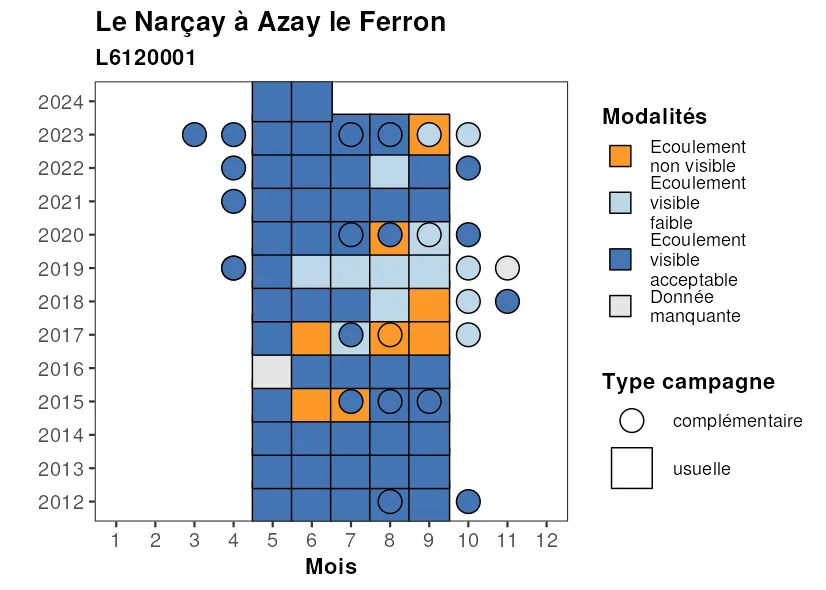 Le Narçay à Azay le Ferron
L6120001
2024
2023
2022
2021
2020
2019
2018
2017
2016
2015
2014
2013
2012
1 2 3 4 5 6 7 8 9 10 11 12
Mois
Modalités
Ecoulement
non visible
Ecoulement
visible
faible
Ecoulement
visible
acceptable
Donnée
manquante
Type campagne
complémentaire
usuelle